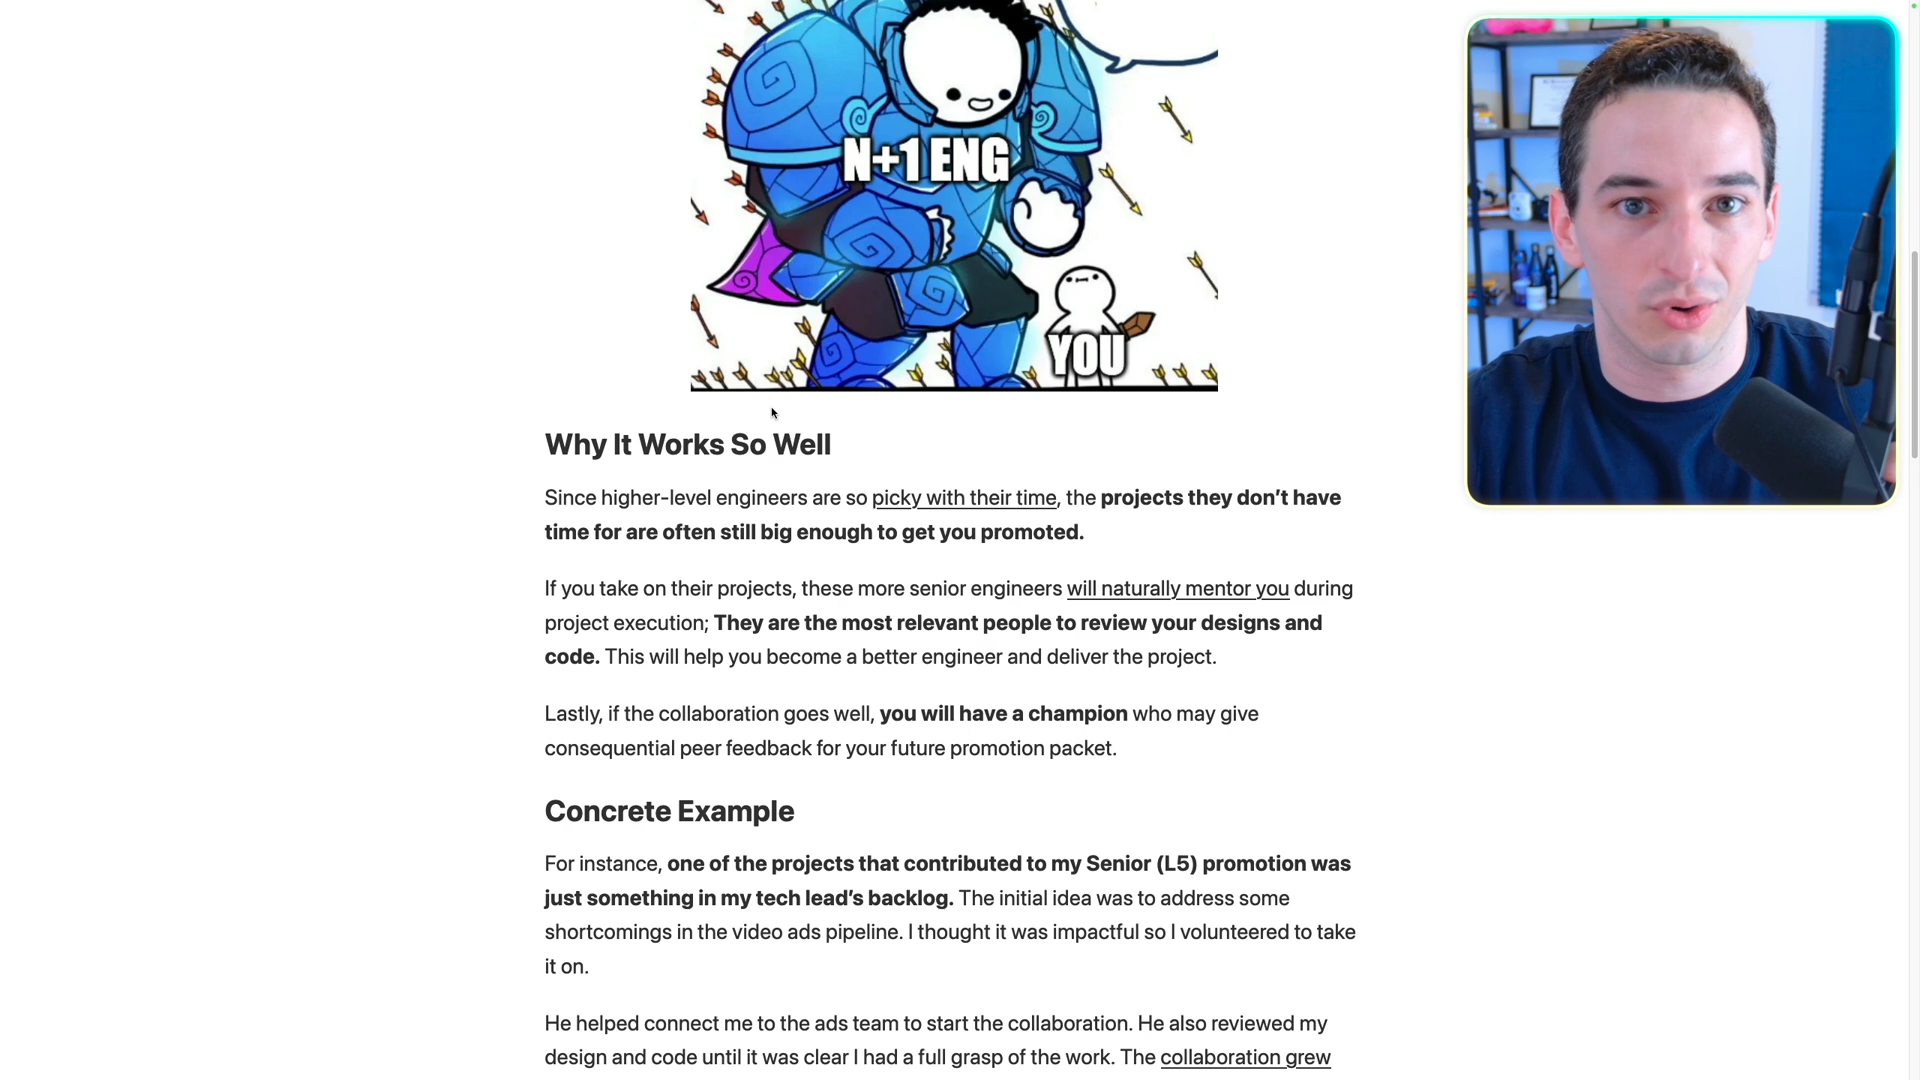 N+1 ENG
YOU
Why It Works So Well
Since higher-level engineers are so picky with their time, the projects they don’t have
time for are often still big enough to get you promoted.
If you take on their projects, these more senior engineers will naturally mentor you during
project execution; They are the most relevant people to review your designs and
code. This will help you become a better engineer and deliver the project.
Lastly, if the collaboration goes well, you will have a champion who may give
consequential peer feedback for your future promotion packet.
Concrete Example
For instance, one of the projects that contributed to my Senior (L5) promotion was
just something in my tech lead’s backlog. The initial idea was to address some
shortcomings in the video ads pipeline. I thought it was impactful so I volunteered to take
it on.
He helped connect me to the ads team to start the collaboration. He also reviewed my
design and code until it was clear I had a full grasp of the work. The collaboration grew